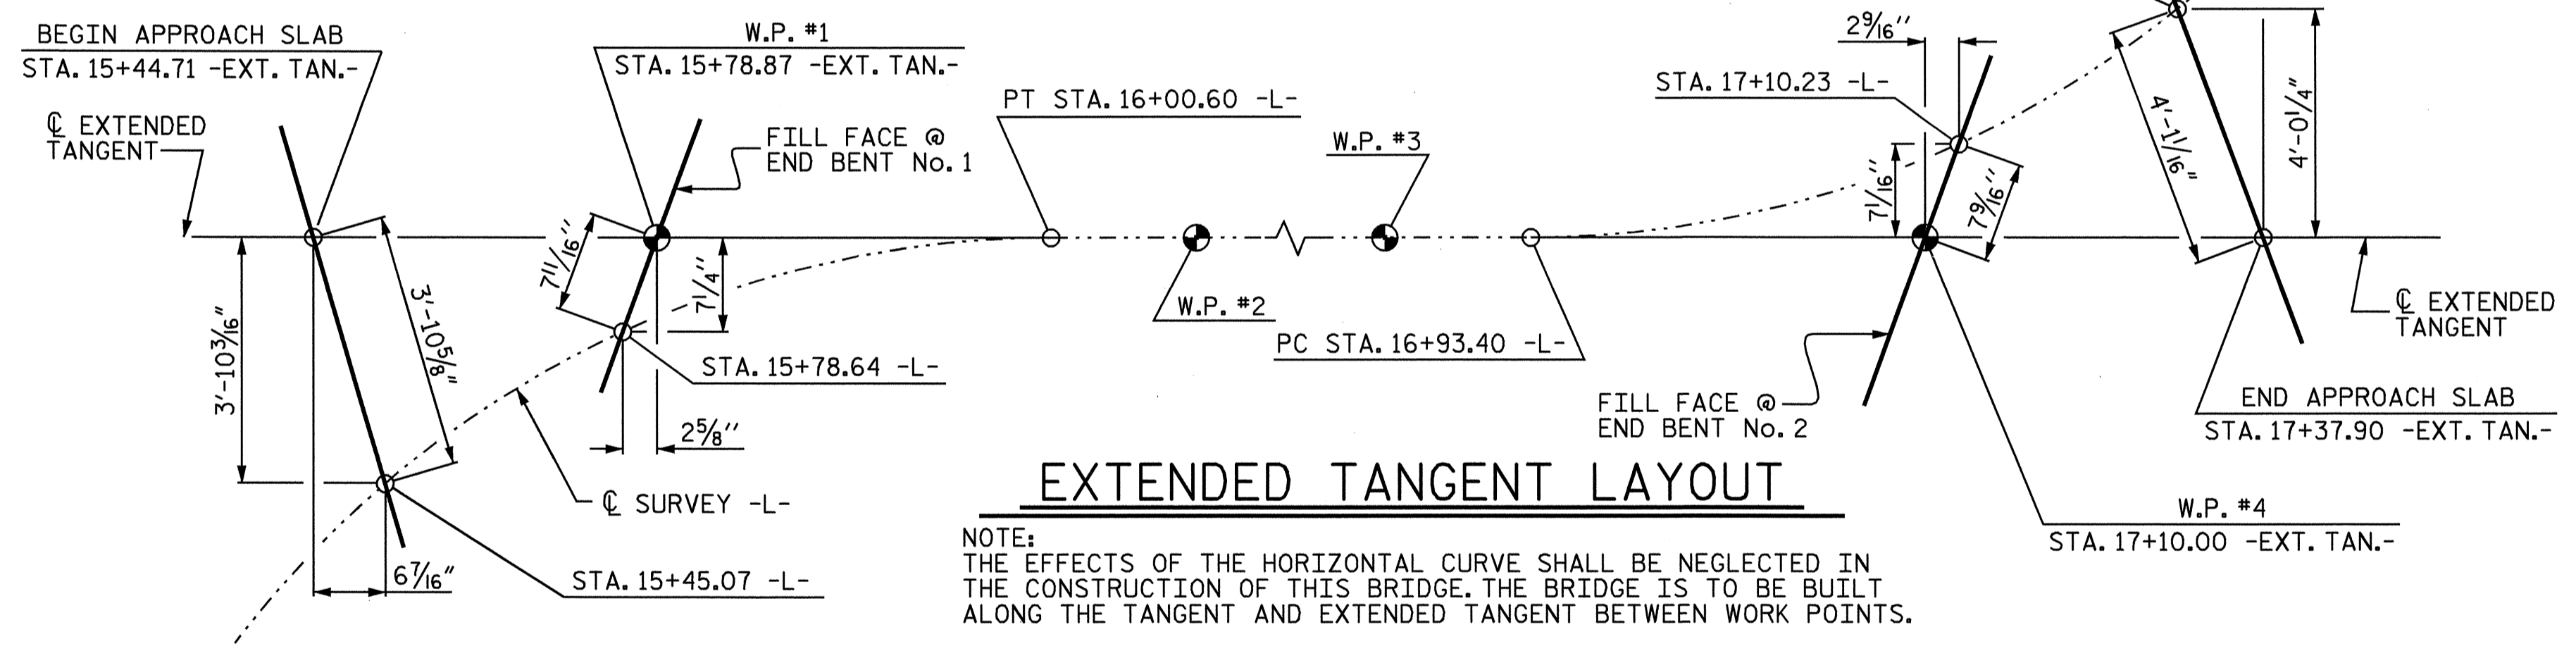 BEGIN APPROACH SLAB
STA. 15+44.71 -EXT. TAN.-
℄ EXTENDED
TANGENT
W.P. #1
STA. 15+78.87 -EXT. TAN.-
FILL FACE @
END BENT No. 1
PT STA. 16+00.60 -L-
W.P. #3
2 9/16"
STA. 17+10.23 -L-
7 1/16"
7 9/16"
4'-1 1/16"
4'-0 1/4"
3'-10 3/16"
3'-10 5/8"
7 11/16"
7 1/4"
W.P. #2
PC STA. 16+93.40 -L-
STA. 15+78.64 -L-
2 5/8"
℄ SURVEY -L-
6 7/16"
STA. 15+45.07 -L-
FILL FACE @
END BENT No. 2
℄ EXTENDED
TANGENT
END APPROACH SLAB
STA. 17+37.90 -EXT. TAN.-
W.P. #4
STA. 17+10.00 -EXT. TAN.-
EXTENDED TANGENT LAYOUT
NOTE:
THE EFFECTS OF THE HORIZONTAL CURVE SHALL BE NEGLECTED IN
THE CONSTRUCTION OF THIS BRIDGE. THE BRIDGE IS TO BE BUILT
ALONG THE TANGENT AND EXTENDED TANGENT BETWEEN WORK POINTS.